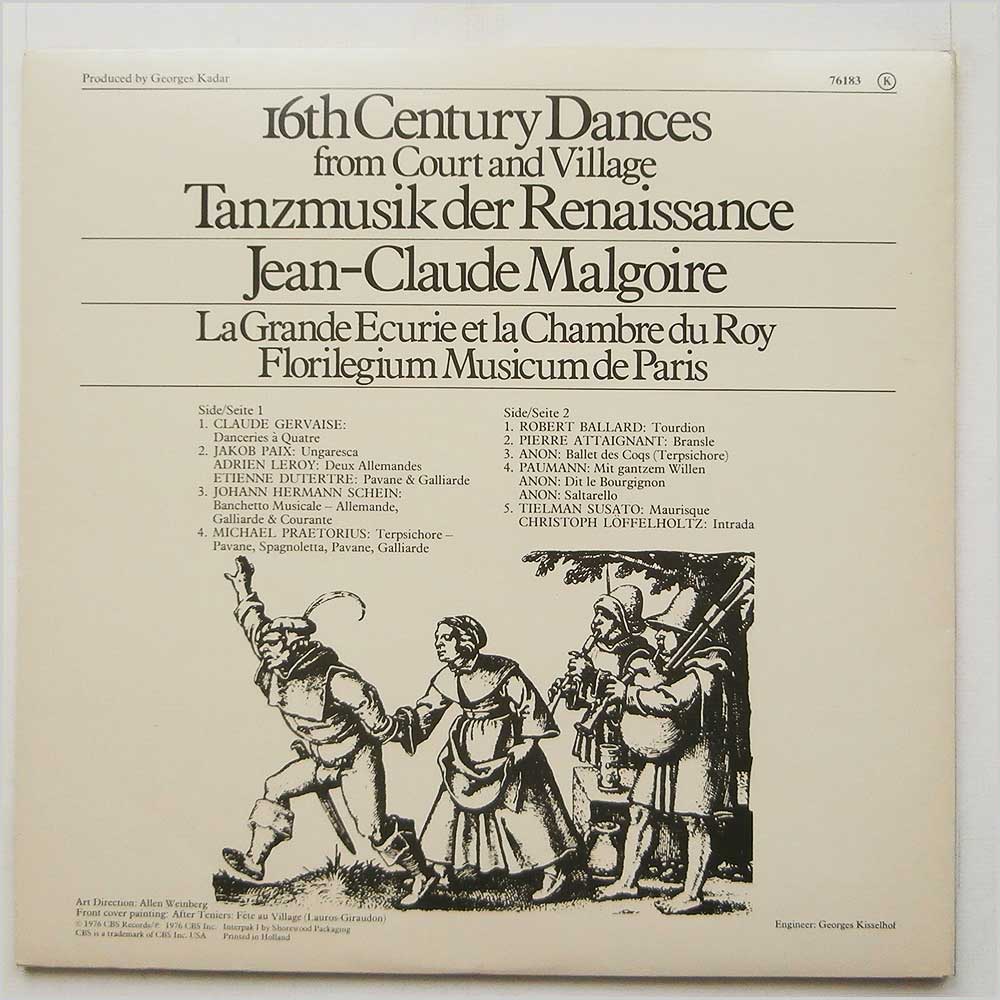 Produced by Georges Kadar
76183 K
16th Century Dances
from Court and Village
Tanzmusik der Renaissance
Jean-Claude Malgoire
La Grande Ecurie et la Chambre du Roy
Florilegium Musicum de Paris
Side/Seite 1
1. CLAUDE GERVAISE:
Danceries à Quatre
2. JAKOB PAIX: Ungaresca
ADRIEN LEROY: Deux Allemandes
ETIENNE DUTERTRE: Pavane & Galliarde
3. JOHANN HERMANN SCHEIN:
Banchetto Musicale – Allemande,
Galliarde & Courante
4. MICHAEL PRAETORIUS: Terpsichore –
Pavane, Spagnoletta, Pavane, Galliarde
Side/Seite 2
1. ROBERT BALLARD: Tourdion
2. PIERRE ATTAIGNANT: Bransle
3. ANON: Ballet des Coqs (Terpsichore)
4. PAUMANN: Mit gantzem Willen
ANON: Dit le Bourgignon
ANON: Saltarello
5. TIELMAN SUSATO: Maurisque
CHRISTOPH LÖFFELHOLTZ: Intrada
Art Direction: Allen Weinberg
Front cover painting: After Teniers: Fête au Village (Lauros-Giraudon)
© 1976 CBS Records/℗ 1976 CBS Inc. Interpak I by Shorewood Packaging
CBS is a trademark of CBS Inc. USA Printed in Holland
Engineer: Georges Kisselhof